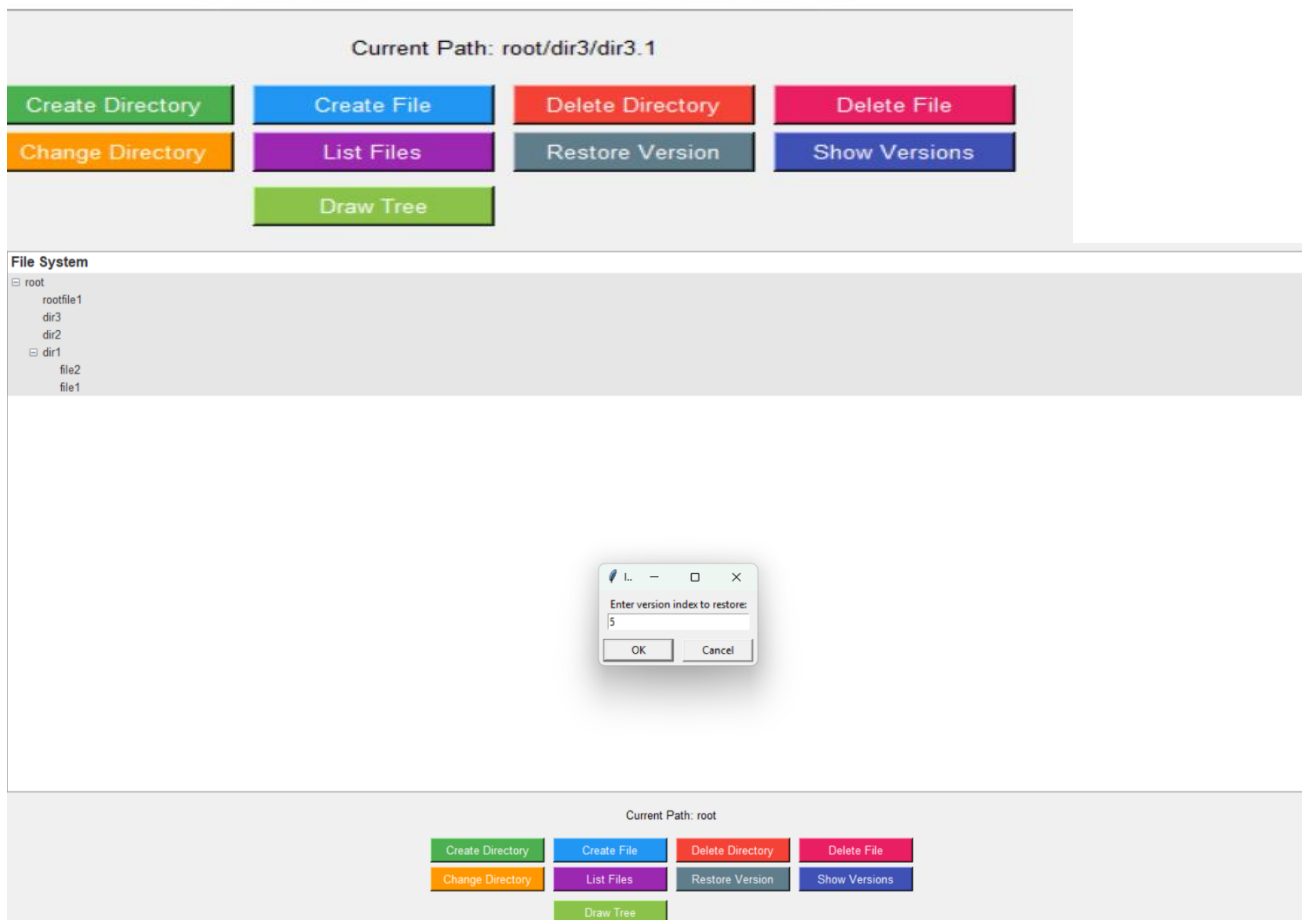 Current Path: root/dir3/dir3.1
Create Directory Create File Delete Directory Delete File
Change Directory List Files Restore Version Show Versions
Draw Tree
File System
root
rootfile1
dir3
dir2
dir1
file2
file1
I..
Enter version index to restore:
5
OK Cancel
Current Path: root
Create Directory Create File Delete Directory Delete File
Change Directory List Files Restore Version Show Versions
Draw Tree